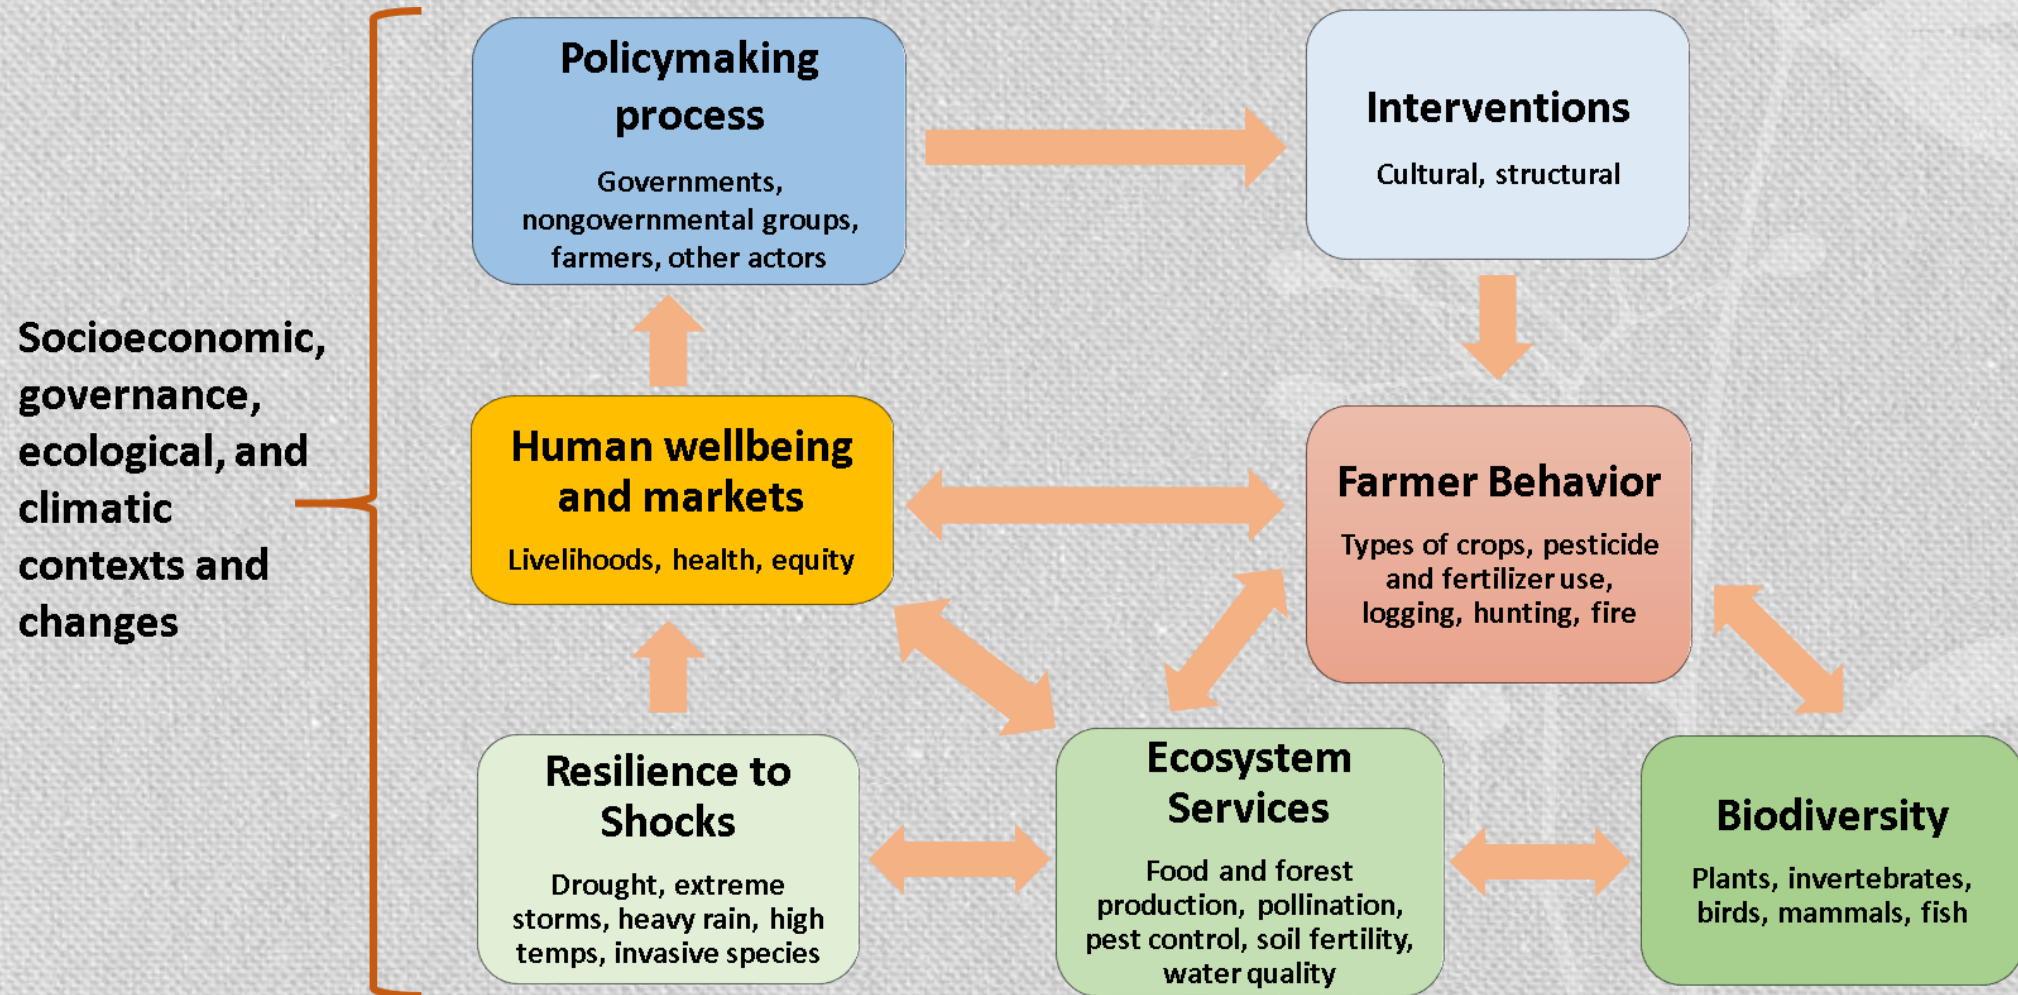 Socioeconomic,
governance,
ecological, and
climatic
contexts and
changes
Policymaking
process
Governments,
nongovernmental groups,
farmers, other actors
Interventions
Cultural, structural
Human wellbeing
and markets
Livelihoods, health, equity
Farmer Behavior
Types of crops, pesticide
and fertilizer use,
logging, hunting, fire
Resilience to
Shocks
Drought, extreme
storms, heavy rain, high
temps, invasive species
Ecosystem
Services
Food and forest
production, pollination,
pest control, soil fertility,
water quality
Biodiversity
Plants, invertebrates,
birds, mammals, fish